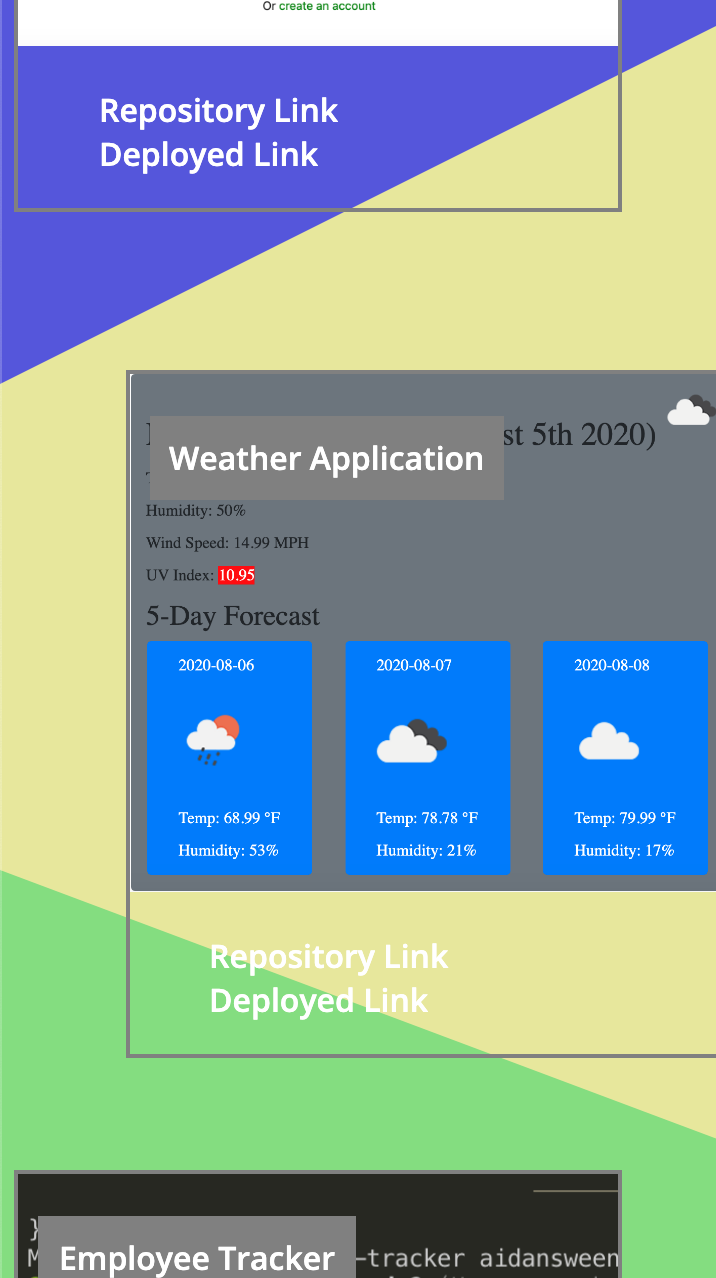 Or create an account
Repository Link
Deployed Link
st 5th 2020)
Weather Application
Humidity: 50%
Wind Speed: 14.99 MPH
UV Index: 10.95
5-Day Forecast
2020-08-06 2020-08-07 2020-08-08
Temp: 68.99 °F Temp: 78.78 °F Temp: 79.99 °F
Humidity: 53% Humidity: 21% Humidity: 17%
Repository Link
Deployed Link
}
Employee Tracker
-tracker aidansween